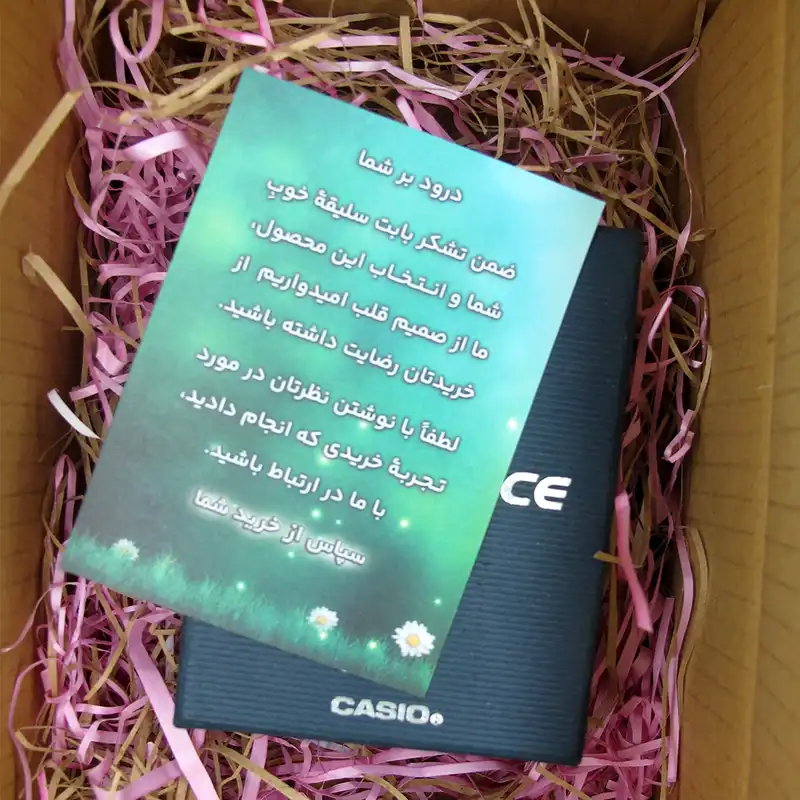 درود بر شما
ضمن تشکر بابت سلیقهٔ خوبِ
شما و انتخاب این محصول،
ما از صمیم قلب امیدواریم از
خریدتان رضایت داشته باشید.
لطفاً با نوشتن نظرتان در مورد
تجربهٔ خریدی که انجام دادید،
با ما در ارتباط باشید.
سپاس از خرید شما
CE
CASIO